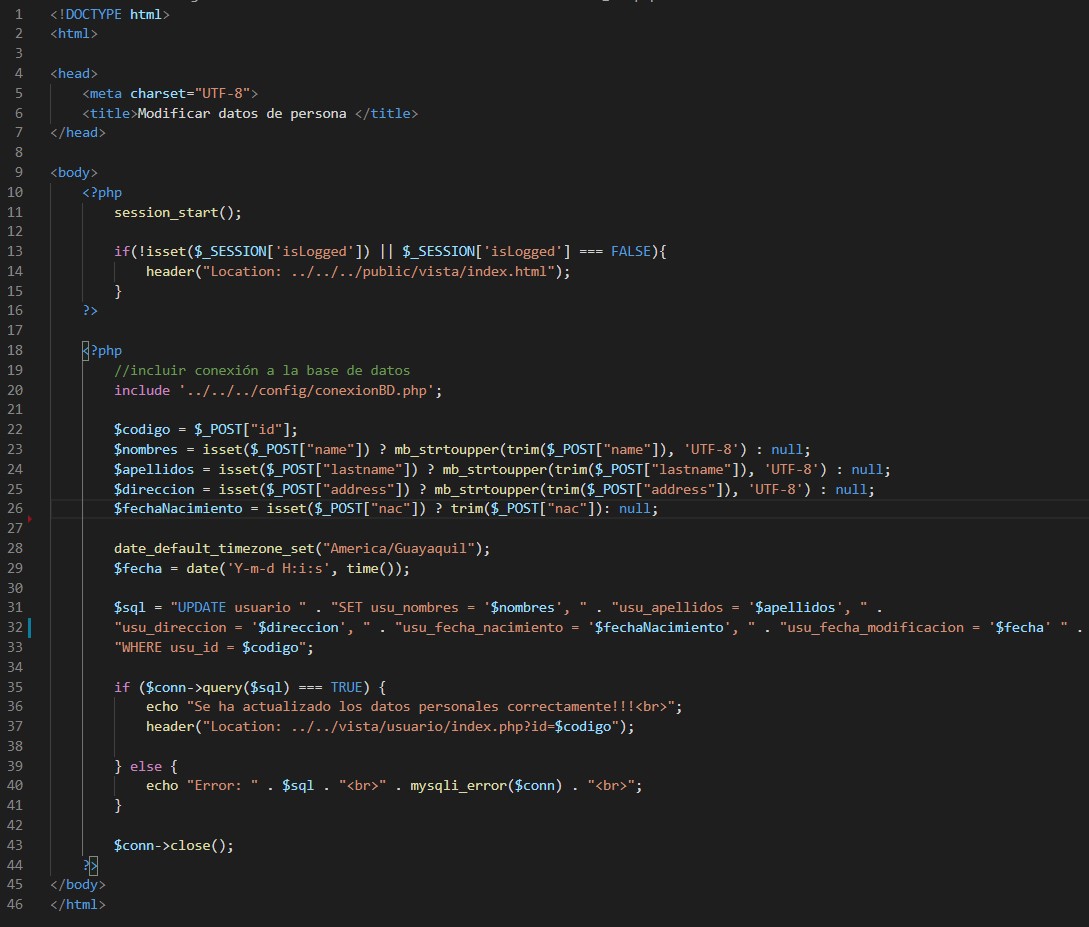 1 <!DOCTYPE html>
2 <html>
3
4 <head>
5 <meta charset="UTF-8">
6 <title>Modificar datos de persona </title>
7 </head>
8
9 <body>
10 <?php
11 session_start();
12
13 if(!isset($_SESSION['isLogged']) || $_SESSION['isLogged'] === FALSE){
14 header("Location: ../../../public/vista/index.html");
15 }
16 ?>
17
18 <?php
19 //incluir conexión a la base de datos
20 include '../../../config/conexionBD.php';
21
22 $codigo = $_POST["id"];
23 $nombres = isset($_POST["name"]) ? mb_strtoupper(trim($_POST["name"]), 'UTF-8') : null;
24 $apellidos = isset($_POST["lastname"]) ? mb_strtoupper(trim($_POST["lastname"]), 'UTF-8') : null;
25 $direccion = isset($_POST["address"]) ? mb_strtoupper(trim($_POST["address"]), 'UTF-8') : null;
26 $fechaNacimiento = isset($_POST["nac"]) ? trim($_POST["nac"]): null;
27
28 date_default_timezone_set("America/Guayaquil");
29 $fecha = date('Y-m-d H:i:s', time());
30
31 $sql = "UPDATE usuario " . "SET usu_nombres = '$nombres', " . "usu_apellidos = '$apellidos', " .
32 "usu_direccion = '$direccion', " . "usu_fecha_nacimiento = '$fechaNacimiento', " . "usu_fecha_modificacion = '$fecha' " .
33 "WHERE usu_id = $codigo";
34
35 if ($conn->query($sql) === TRUE) {
36 echo "Se ha actualizado los datos personales correctamente!!!<br>";
37 header("Location: ../../vista/usuario/index.php?id=$codigo");
38
39 } else {
40 echo "Error: " . $sql . "<br>" . mysqli_error($conn) . "<br>";
41 }
42
43 $conn->close();
44 ?>
45 </body>
46 </html>